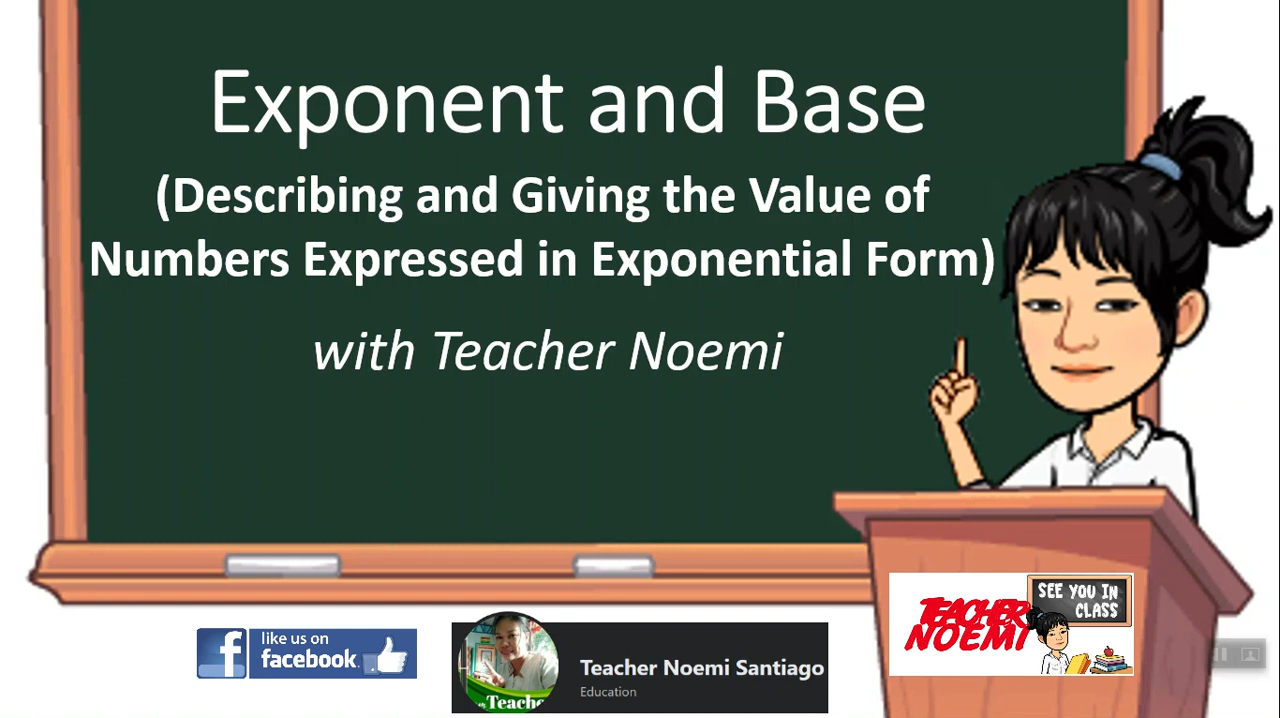 Exponent and Base
(Describing and Giving the Value of
Numbers Expressed in Exponential Form)
with Teacher Noemi
SEE YOU IN
CLASS
TEACHER
NOEMI
like us on
facebook
Teacher Noemi Santiago
Education